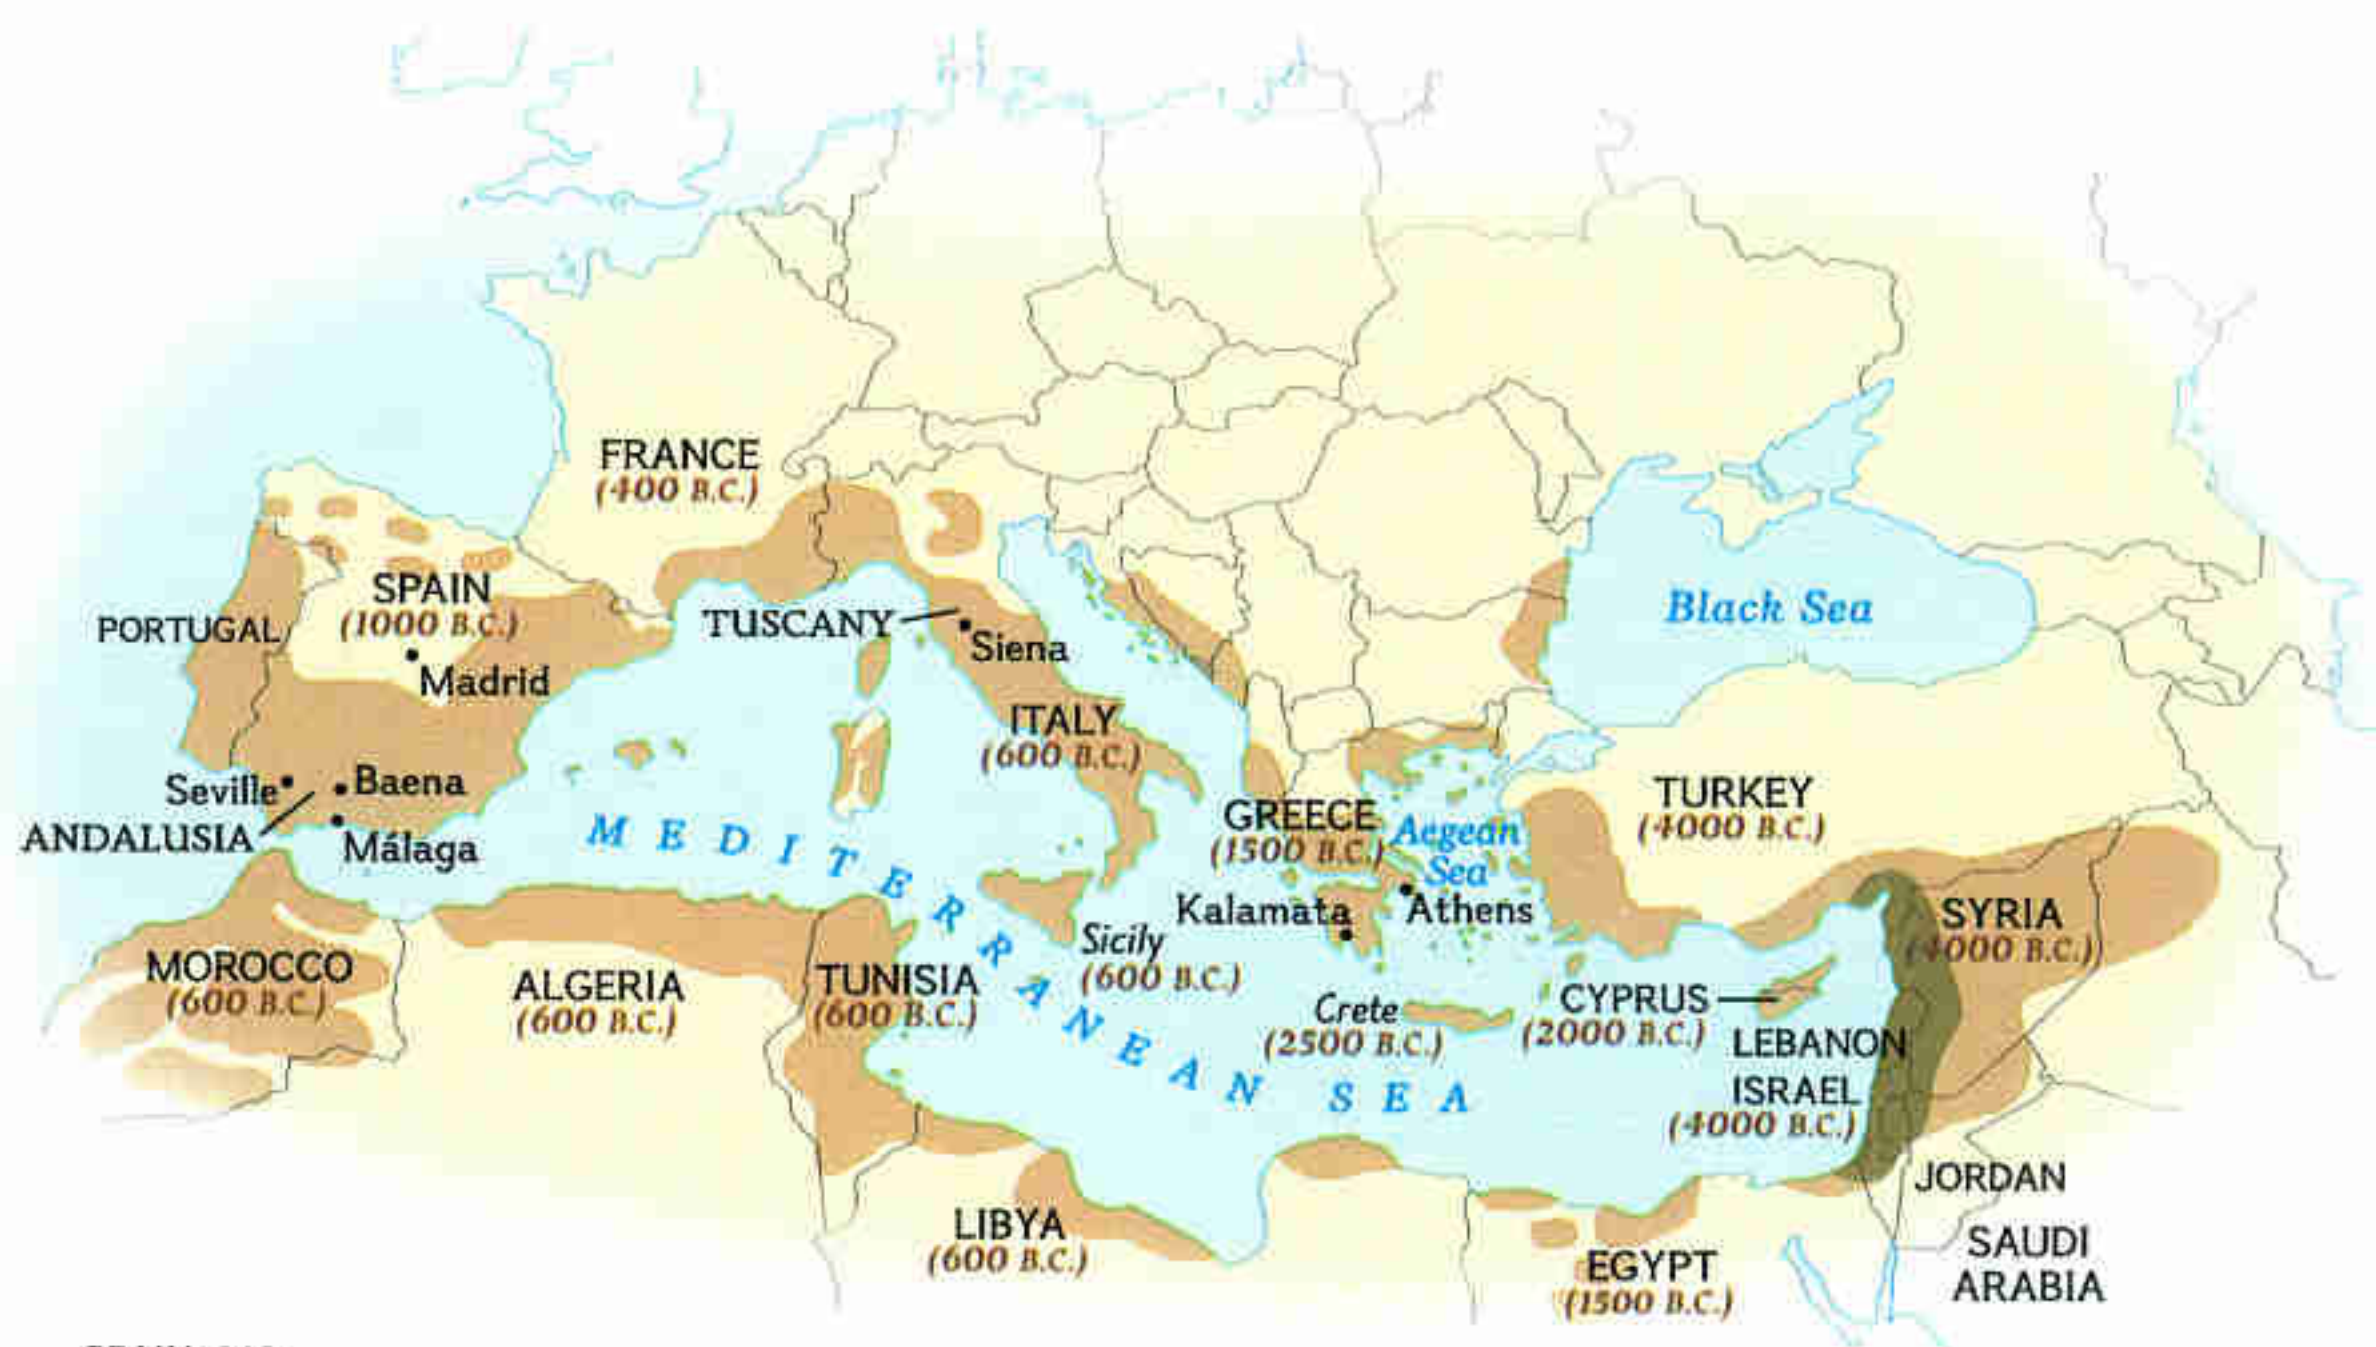 FRANCE
(400 B.C.)
SPAIN
(1000 B.C.)
PORTUGAL
Madrid
TUSCANY
Siena
Black Sea
ITALY
(600 B.C.)
Seville
Baena
ANDALUSIA
Málaga
MEDITERRANEAN SEA
GREECE
(1500 B.C.)
Aegean
Sea
TURKEY
(4000 B.C.)
Kalamata
Athens
SYRIA
(4000 B.C.)
MOROCCO
(600 B.C.)
ALGERIA
(600 B.C.)
TUNISIA
(600 B.C.)
Sicily
(600 B.C.)
Crete
(2500 B.C.)
CYPRUS
(2000 B.C.)
LEBANON
ISRAEL
(4000 B.C.)
JORDAN
LIBYA
(600 B.C.)
EGYPT
(1500 B.C.)
SAUDI
ARABIA